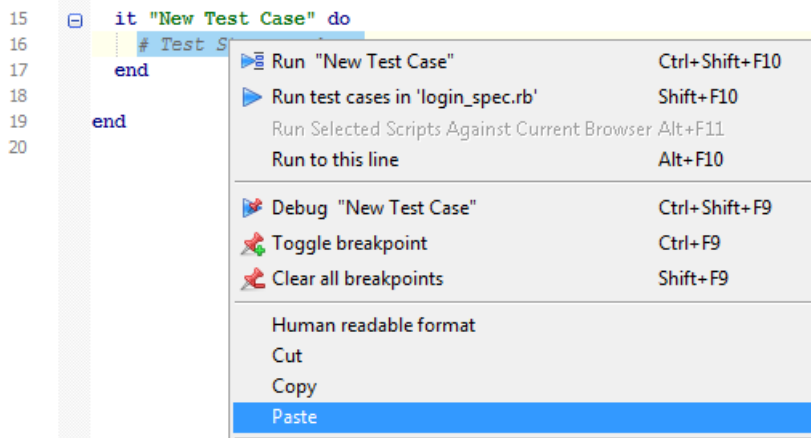 15 it "New Test Case" do
16 # Test S
17 end
18
19 end
20
Run "New Test Case" Ctrl+Shift+F10
Run test cases in 'login_spec.rb' Shift+F10
Run Selected Scripts Against Current Browser Alt+F11
Run to this line Alt+F10
Debug "New Test Case" Ctrl+Shift+F9
Toggle breakpoint Ctrl+F9
Clear all breakpoints Shift+F9
Human readable format
Cut
Copy
Paste